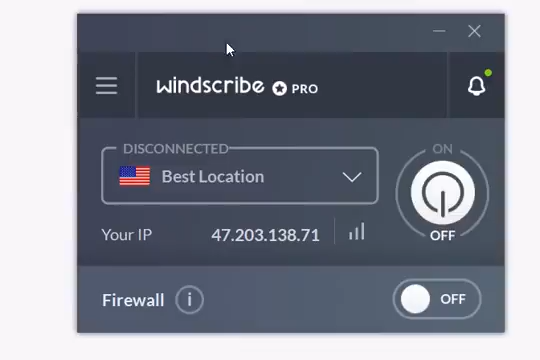 windscribe PRO
DISCONNECTED
Best Location
ON
OFF
Your IP 47.203.138.71
Firewall i OFF